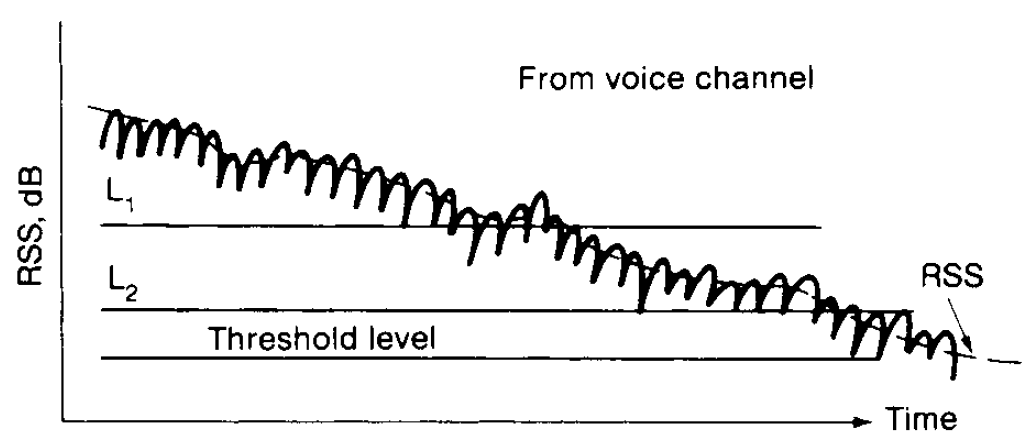 From voice channel
RSS, dB
L₁
L₂
RSS
Threshold level
Time